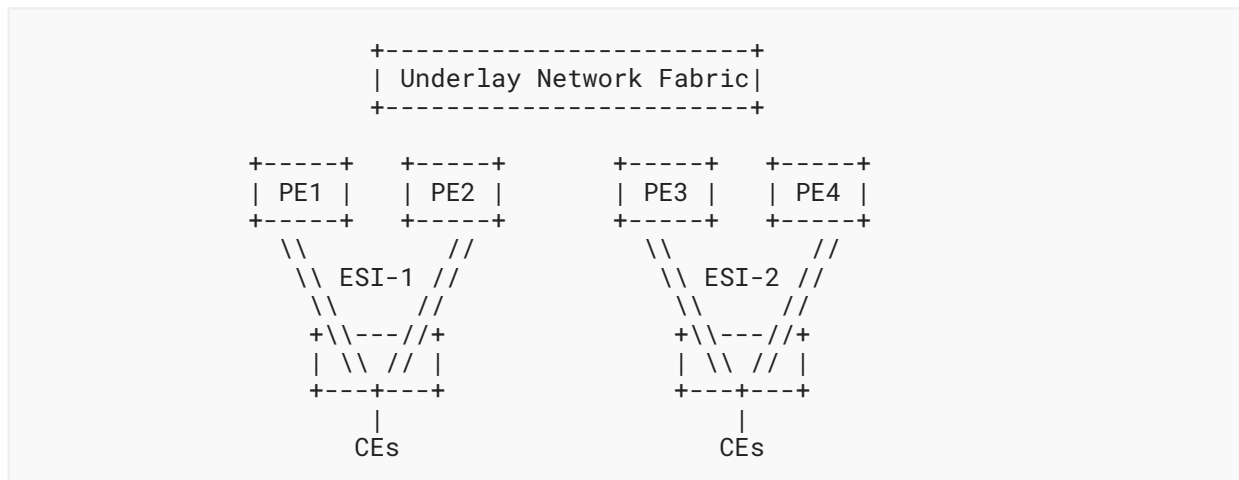 +-------------------------+
| Underlay Network Fabric|
+-------------------------+
+-----+ +-----+ +-----+ +-----+
| PE1 | | PE2 | | PE3 | | PE4 |
+-----+ +-----+ +-----+ +-----+
\\ // \\ //
\\ ESI-1 // \\ ESI-2 //
\\ // \\ //
+\\---//+ +\\---//+
| \\ // | | \\ // |
+---+---+ +---+---+
| |
CEs CEs